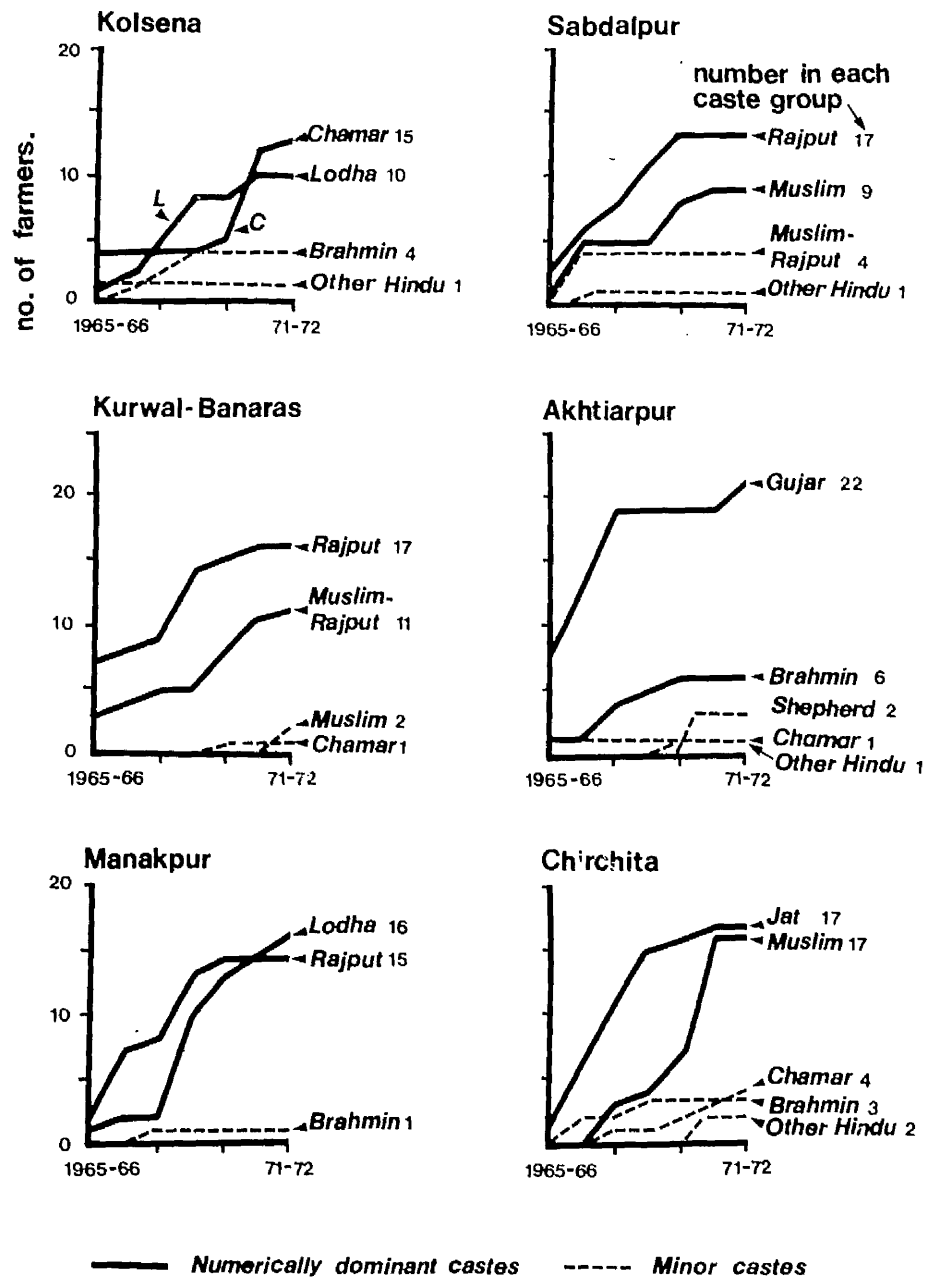 Kolsena
20
10
0
no. of farmers.
L
C
Chamar 15
Lodha 10
Brahmin 4
Other Hindu 1
1965-66
71-72
Sabdalpur
number in each
caste group
Rajput 17
Muslim 9
Muslim-
Rajput 4
Other Hindu 1
1965-66
71-72
Kurwal-Banaras
20
10
0
Rajput 17
Muslim-
Rajput 11
Muslim 2
Chamar 1
1965-66
71-72
Akhtiarpur
Gujar 22
Brahmin 6
Shepherd 2
Chamar 1
Other Hindu 1
1965-66
71-72
Manakpur
20
10
0
Lodha 16
Rajput 15
Brahmin 1
1965-66
71-72
Chirchita
Jat 17
Muslim 17
Chamar 4
Brahmin 3
Other Hindu 2
1965-66
71-72
Numerically dominant castes
Minor castes